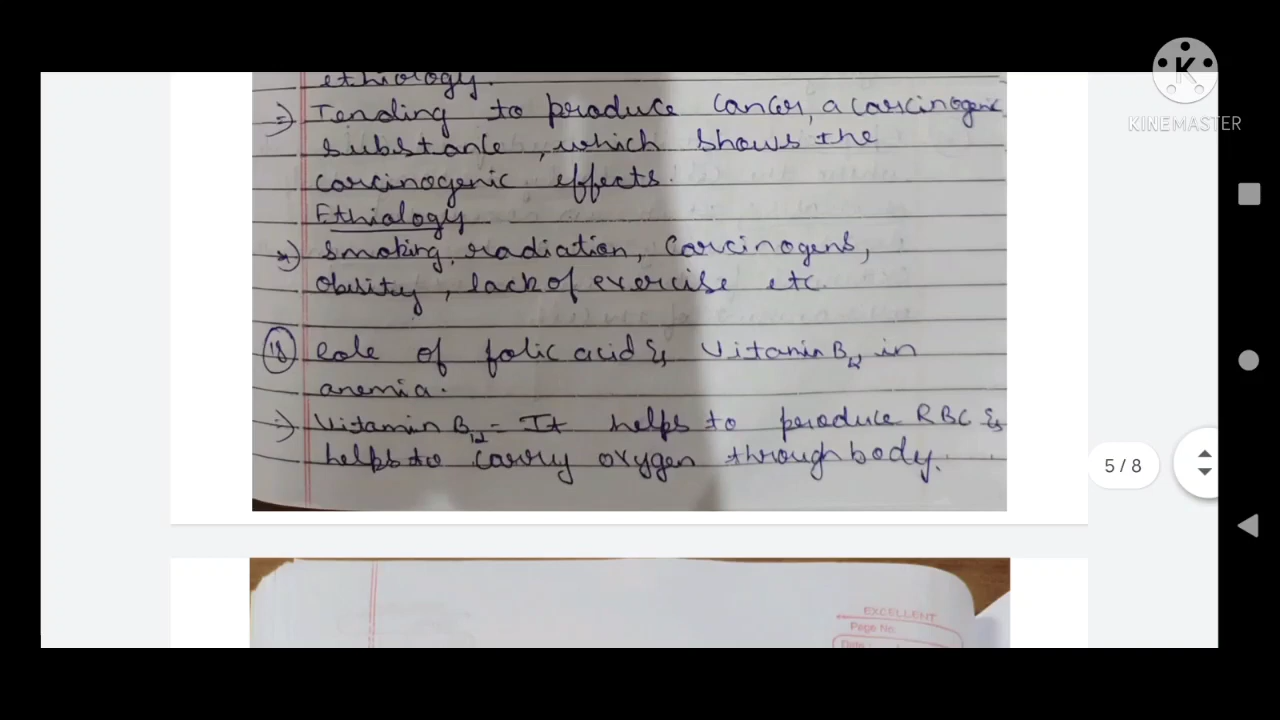 ethiology.
⇒ Tending to produce cancer, a carcinogenic
substance, which shows the
carcinogenic effects.
Ethialogy
*) Smoking, radiation, Carcinogens,
Obesity, lack of exercise etc.
18 Role of folic acid & Vitamin B12 in
anemia.
⇒ Vitamin B12 = It helps to produce RBC &
helps to carry oxygen through body.
5 / 8
EXCELLENT
Page No.
Date
K
KINEMASTER